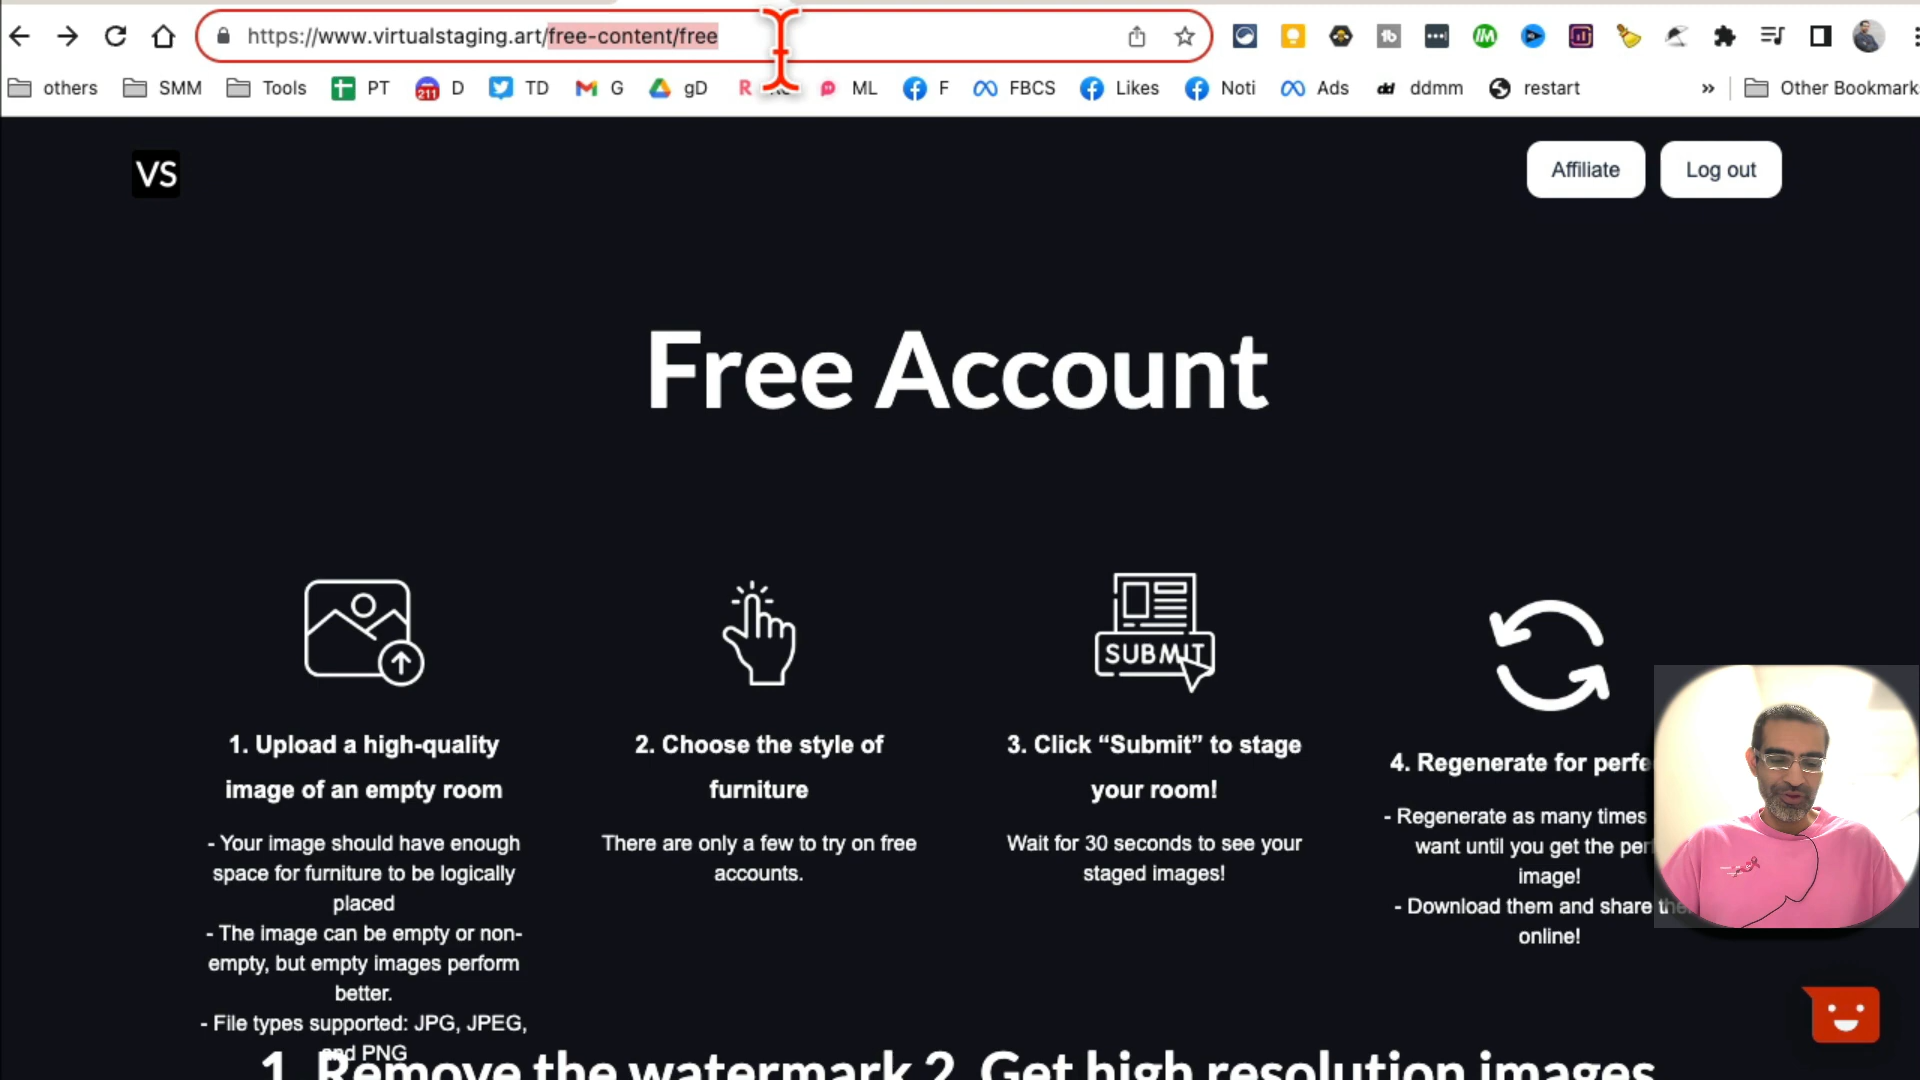 https://www.virtualstaging.art/free-content/free
others SMM Tools PT 211 D TD G gD R ML F FBCS Likes Noti Ads dd ddmm restart » Other Bookmarks
VS
Affiliate
Log out
Free Account
SUBMIT
1. Upload a high-quality
image of an empty room
- Your image should have enough
space for furniture to be logically
placed
- The image can be empty or non-
empty, but empty images perform
better.
- File types supported: JPG, JPEG,
and PNG
2. Choose the style of
furniture
There are only a few to try on free
accounts.
3. Click “Submit” to stage
your room!
Wait for 30 seconds to see your
staged images!
4. Regenerate for perfe
- Regenerate as many times
want until you get the per
image!
- Download them and share the
online!
1. Remove the watermark 2. Get high resolution images